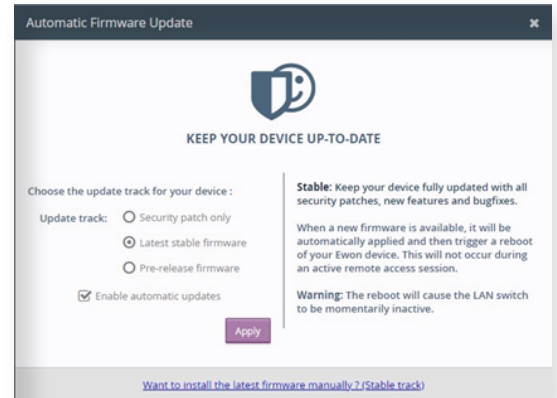 Automatic Firmware Update
KEEP YOUR DEVICE UP-TO-DATE
Choose the update track for your device :
Update track:
Security patch only
Latest stable firmware
Pre-release firmware
Enable automatic updates
Apply
Stable: Keep your device fully updated with all
security patches, new features and bugfixes.
When a new firmware is available, it will be
automatically applied and then trigger a reboot
of your Ewon device. This will not occur during
an active remote access session.
Warning: The reboot will cause the LAN switch
to be momentarily inactive.
Want to install the latest firmware manually ? (Stable track)